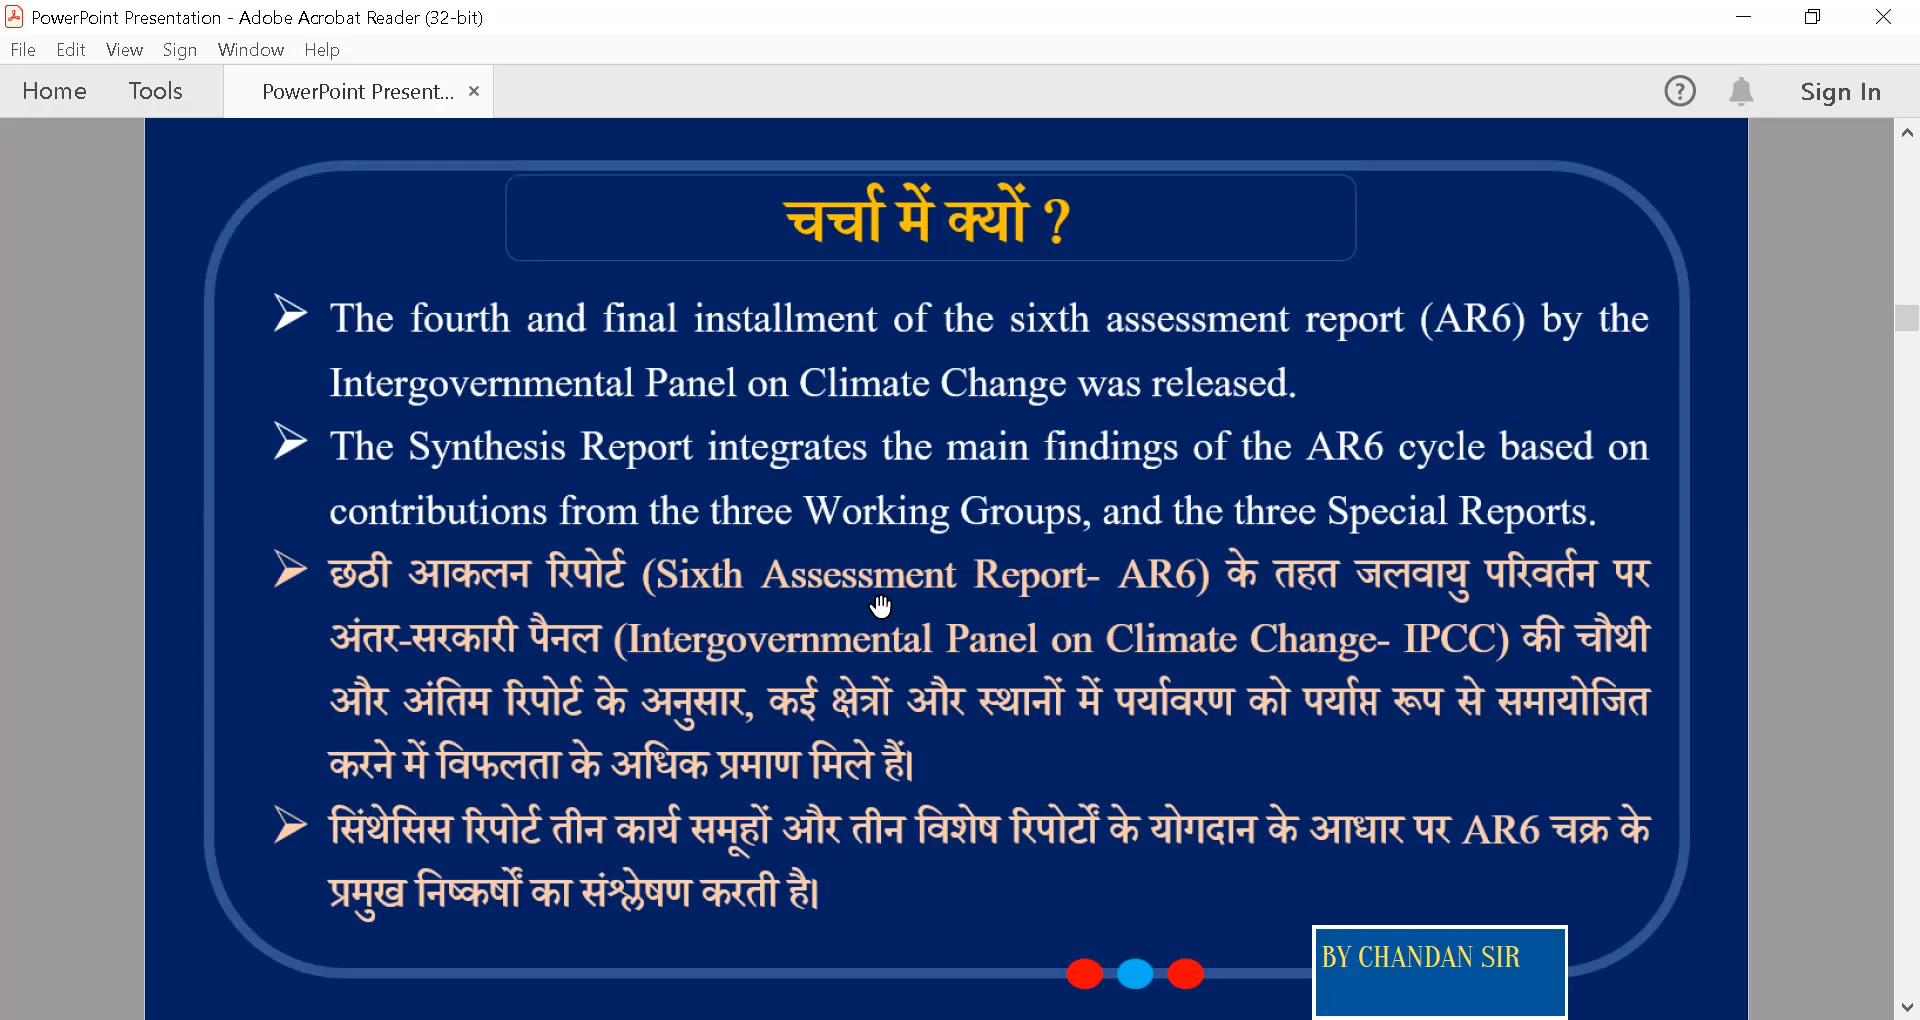 PowerPoint Presentation - Adobe Acrobat Reader (32-bit)
File Edit View Sign Window Help
Home Tools PowerPoint Present... × ? Sign In
चर्चा में क्यों ?
➢ The fourth and final installment of the sixth assessment report (AR6) by the
Intergovernmental Panel on Climate Change was released.
➢ The Synthesis Report integrates the main findings of the AR6 cycle based on
contributions from the three Working Groups, and the three Special Reports.
➢ छठी आकलन रिपोर्ट (Sixth Assessment Report- AR6) के तहत जलवायु परिवर्तन पर
अंतर-सरकारी पैनल (Intergovernmental Panel on Climate Change- IPCC) की चौथी
और अंतिम रिपोर्ट के अनुसार, कई क्षेत्रों और स्थानों में पर्यावरण को पर्याप्त रूप से समायोजित
करने में विफलता के अधिक प्रमाण मिले हैं।
➢ सिंथेसिस रिपोर्ट तीन कार्य समूहों और तीन विशेष रिपोर्टों के योगदान के आधार पर AR6 चक्र के
प्रमुख निष्कर्षों का संश्लेषण करती है।
BY CHANDAN SIR